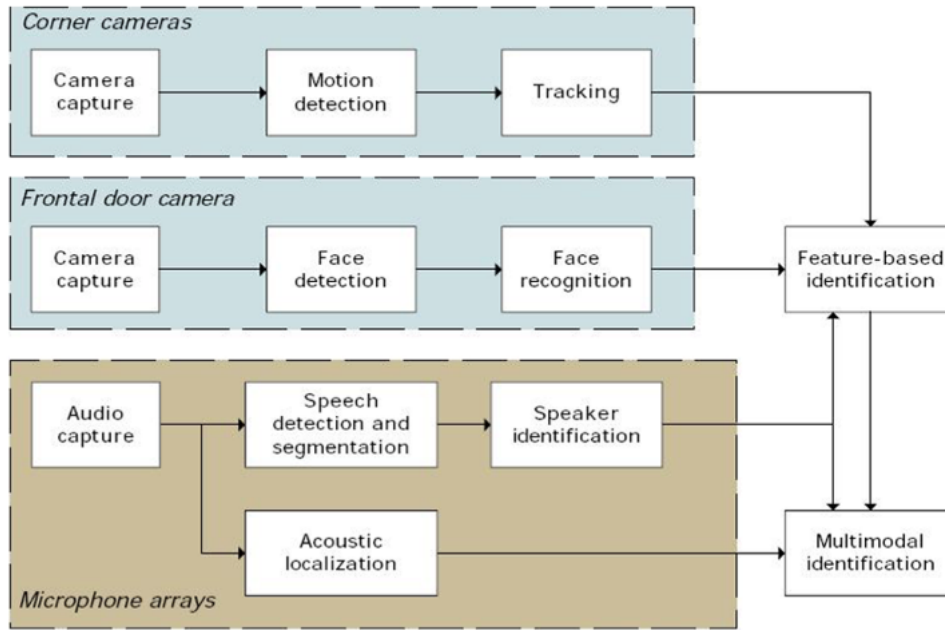 Corner cameras
Camera
capture
Motion
detection
Tracking
Frontal door camera
Camera
capture
Face
detection
Face
recognition
Feature-based
identification
Audio
capture
Speech
detection and
segmentation
Speaker
identification
Acoustic
localization
Multimodal
identification
Microphone arrays